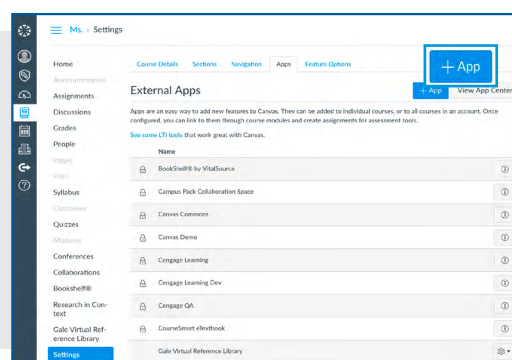 Ms. › Settings
Home
Announcements
Assignments
Discussions
Grades
People
Pages
Files
Syllabus
Outcomes
Quizzes
Modules
Conferences
Collaborations
Bookshelf®
Research in Con-
text
Gale Virtual Ref-
erence Library
Settings
Course Details Sections Navigation Apps Feature Options
+ App
External Apps
+ App View App Center
Apps are an easy way to add new features to Canvas. They can be added to individual courses, or to all courses in an account. Once
configured, you can link to them through course modules and create assignments for assessment tools.
See some LTI tools that work great with Canvas.
Name
BookShelf® by VitalSource
Campus Pack Collaboration Space
Canvas Commons
Canvas Demo
Cengage Learning
Cengage Learning Dev
Cengage QA
CourseSmart eTextbook
Gale Virtual Reference Library